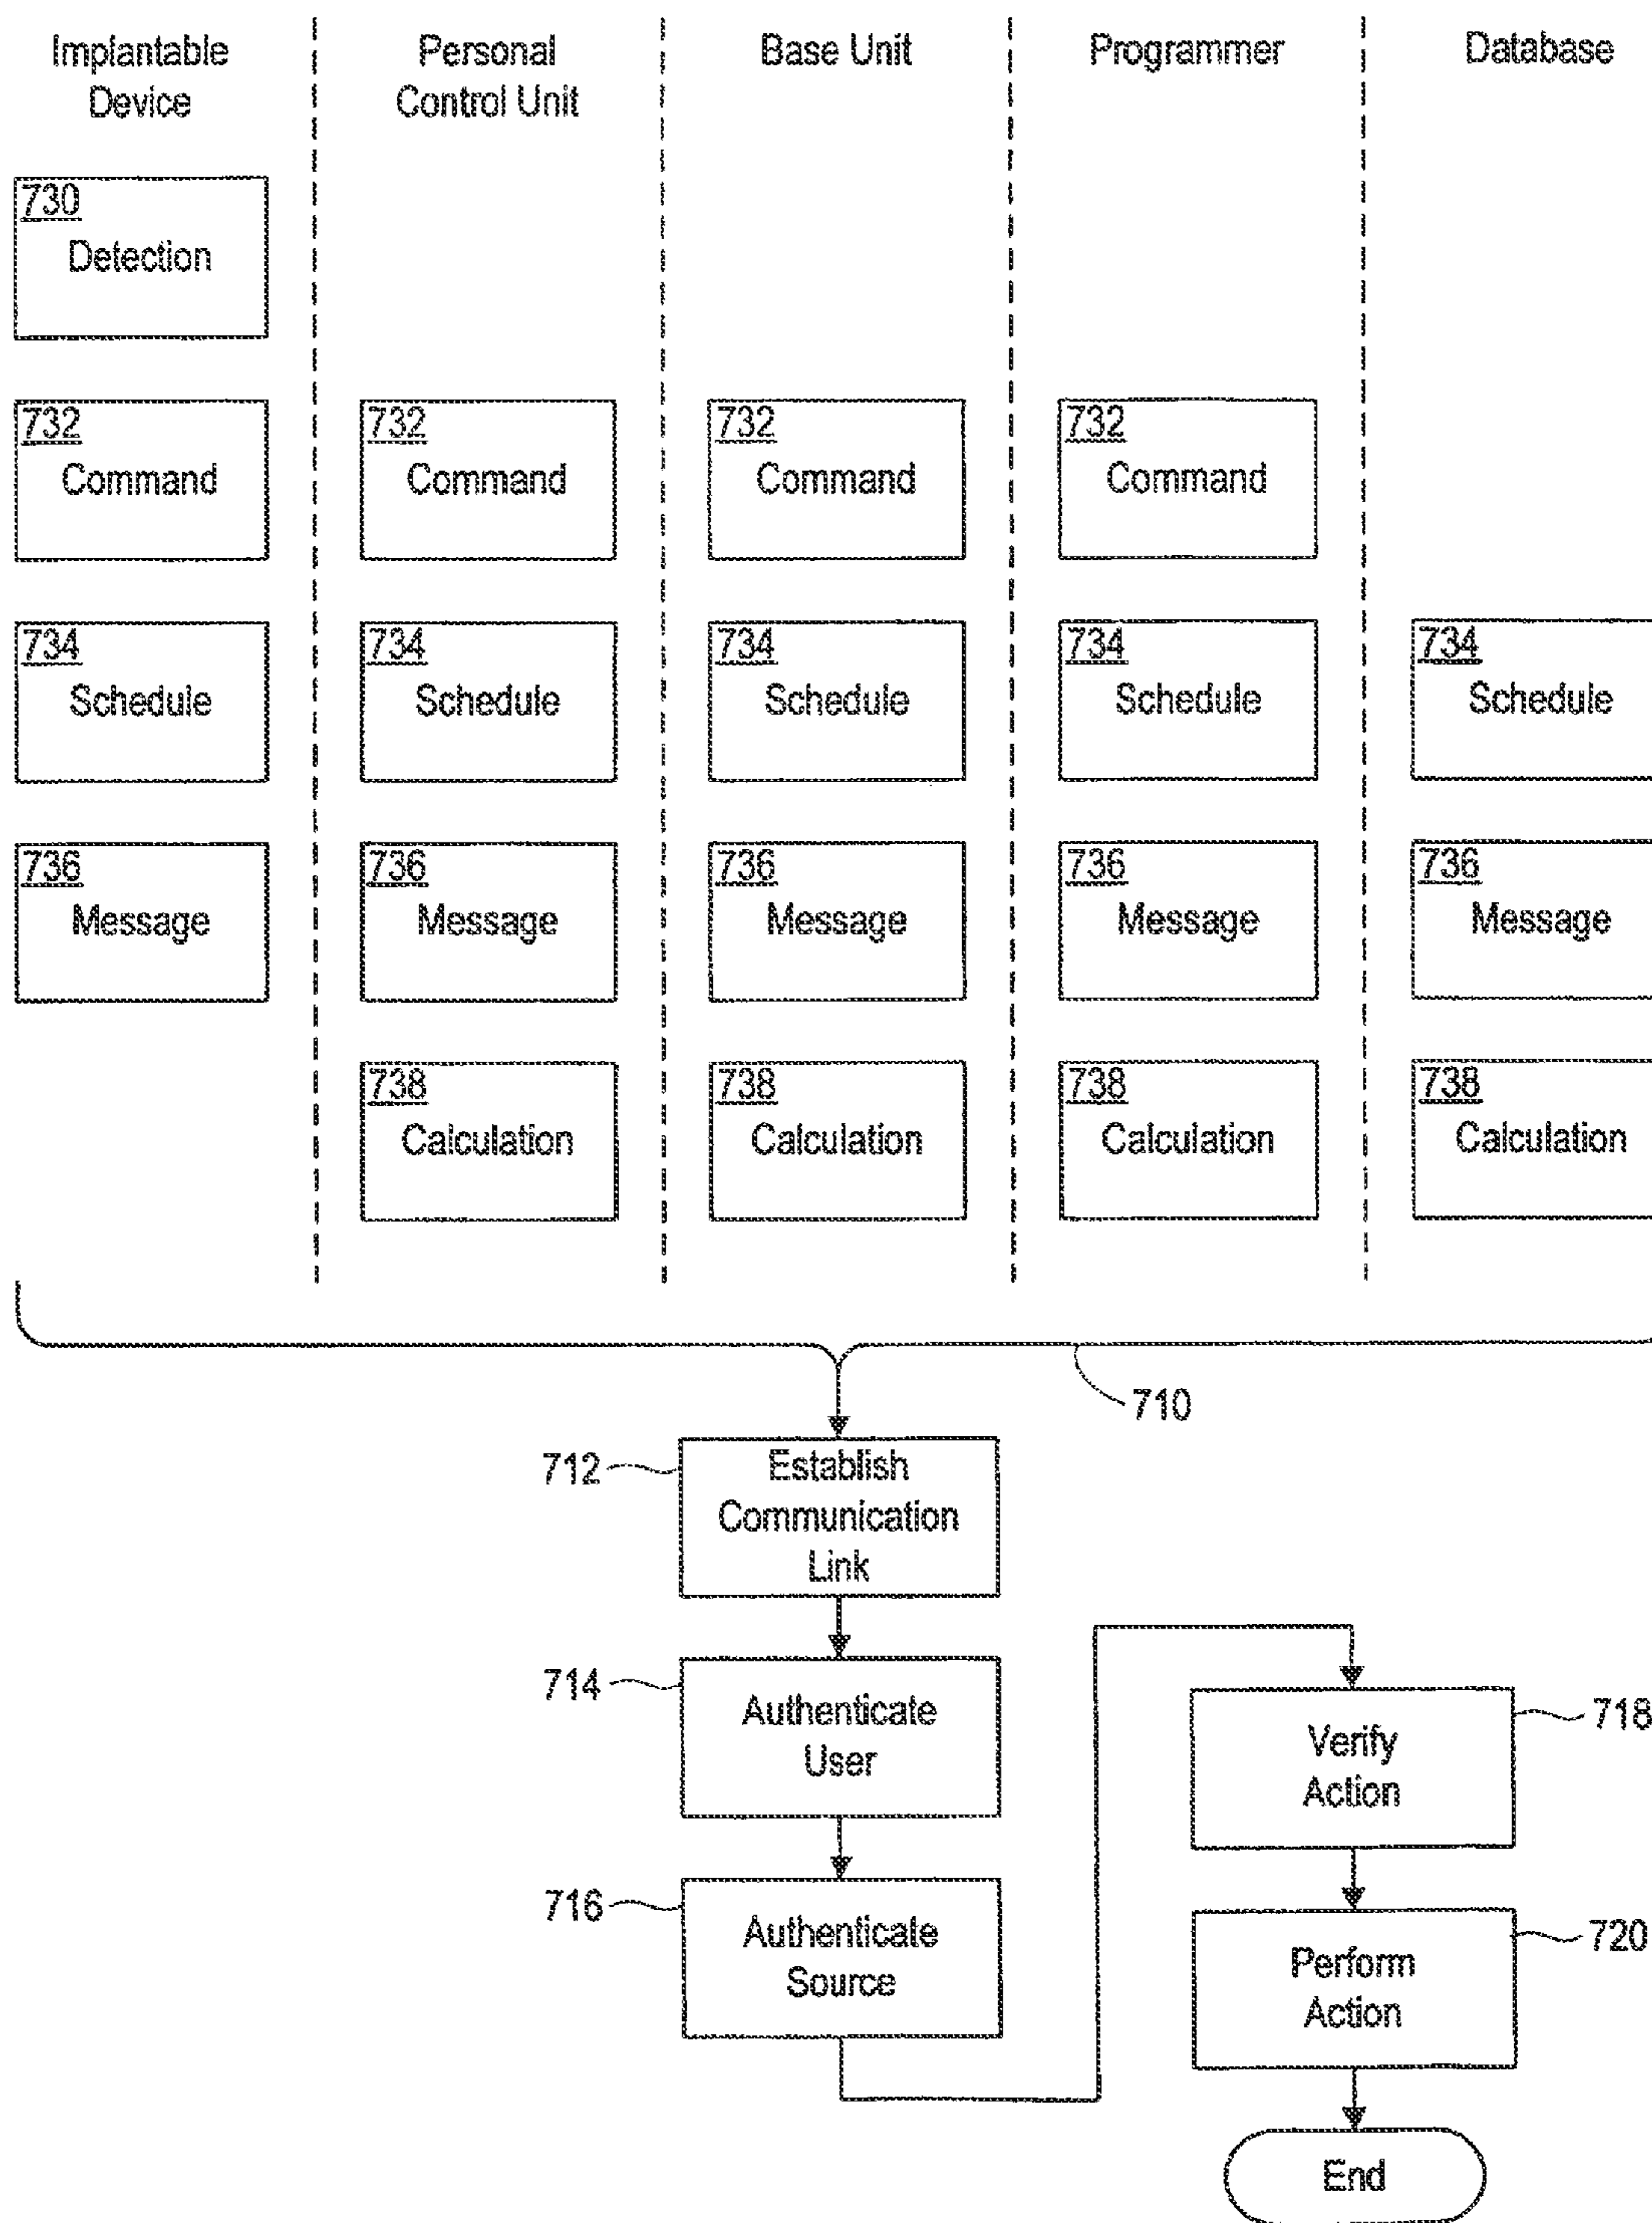 Implantable
Device
Personal
Control Unit
Base Unit
Programmer
Database
730
Detection
732
Command
732
Command
732
Command
732
Command
734
Schedule
734
Schedule
734
Schedule
734
Schedule
734
Schedule
736
Message
736
Message
736
Message
736
Message
736
Message
738
Calculation
738
Calculation
738
Calculation
738
Calculation
710
712
Establish
Communication
Link
714
Authenticate
User
716
Authenticate
Source
718
Verify
Action
720
Perform
Action
End